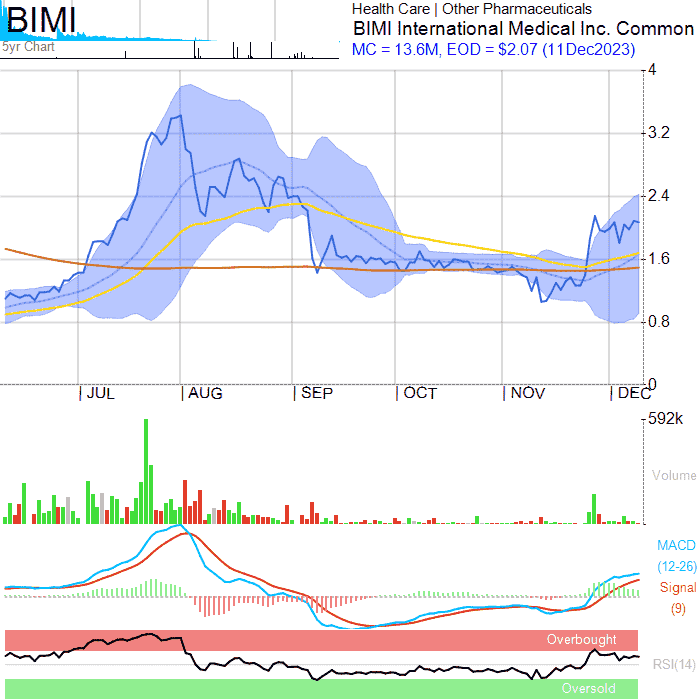 BIMI
5yr Chart
Health Care | Other Pharmaceuticals
BIMI International Medical Inc. Common
MC = 13.6M, EOD = $2.07 (11Dec2023)
4
3.2
2.4
1.6
0.8
0
JUL AUG SEP OCT NOV DEC
592k
Volume
MACD
(12-26)
Signal
(9)
Overbought
RSI(14)
Oversold